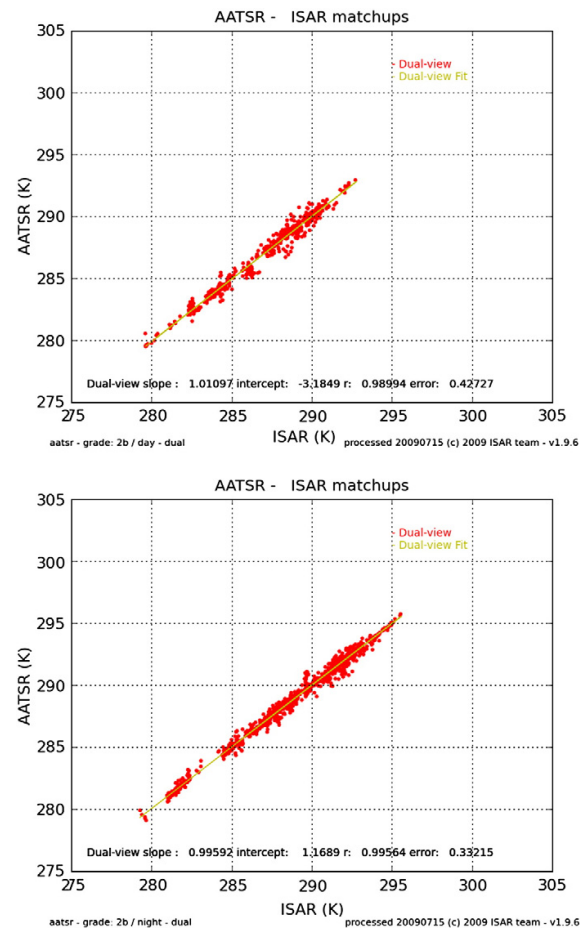 AATSR - ISAR matchups
305
300
295
290
285
280
275
AATSR (K)
Dual-view
Dual-view Fit
Dual-view slope : 1.01097 intercept: -3.1849 r: 0.98994 error: 0.42727
275 280 285 290 295 300 305
ISAR (K)
aatsr - grade: 2b / day - dual processed 20090715 (c) 2009 ISAR team - v1.9.6
AATSR - ISAR matchups
305
300
295
290
285
280
275
AATSR (K)
Dual-view
Dual-view Fit
Dual-view slope : 0.99592 intercept: 1.1689 r: 0.99564 error: 0.33215
275 280 285 290 295 300 305
ISAR (K)
aatsr - grade: 2b / night - dual processed 20090715 (c) 2009 ISAR team - v1.9.6